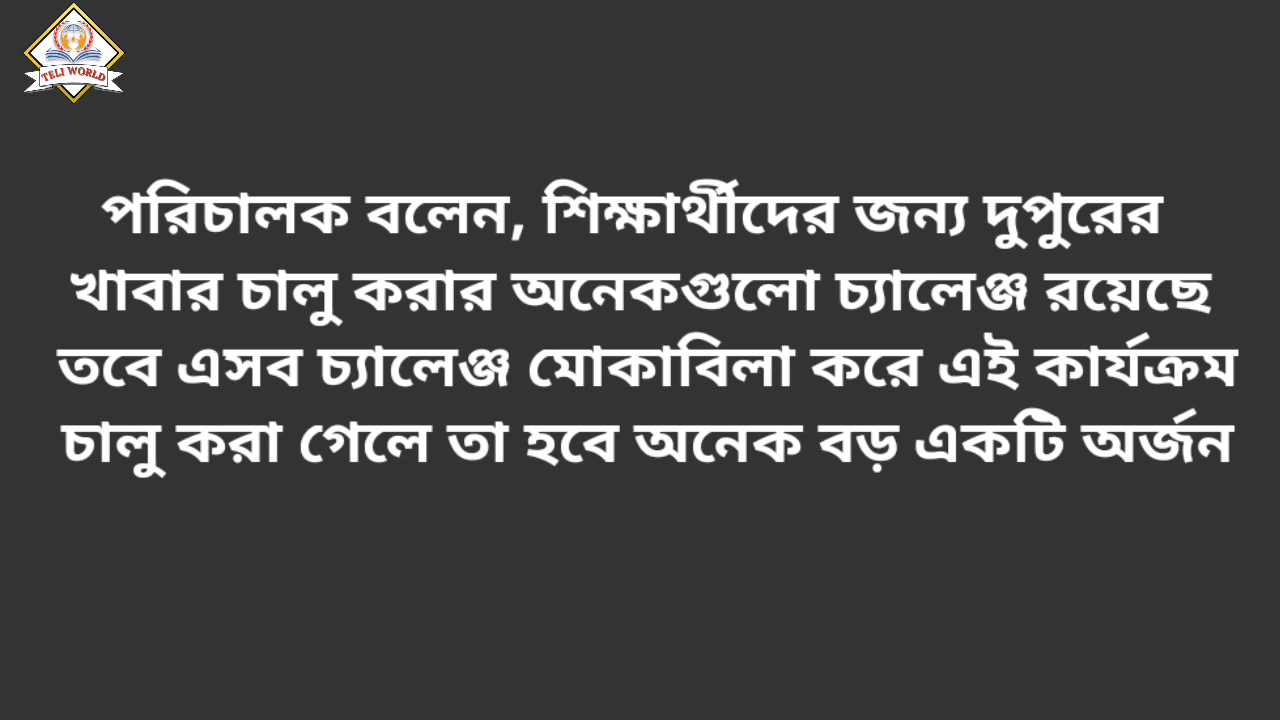 TELI WORLD
পরিচালক বলেন, শিক্ষার্থীদের জন্য দুপুরের
খাবার চালু করার অনেকগুলো চ্যালেঞ্জ রয়েছে
তবে এসব চ্যালেঞ্জ মোকাবিলা করে এই কার্যক্রম
চালু করা গেলে তা হবে অনেক বড় একটি অর্জন